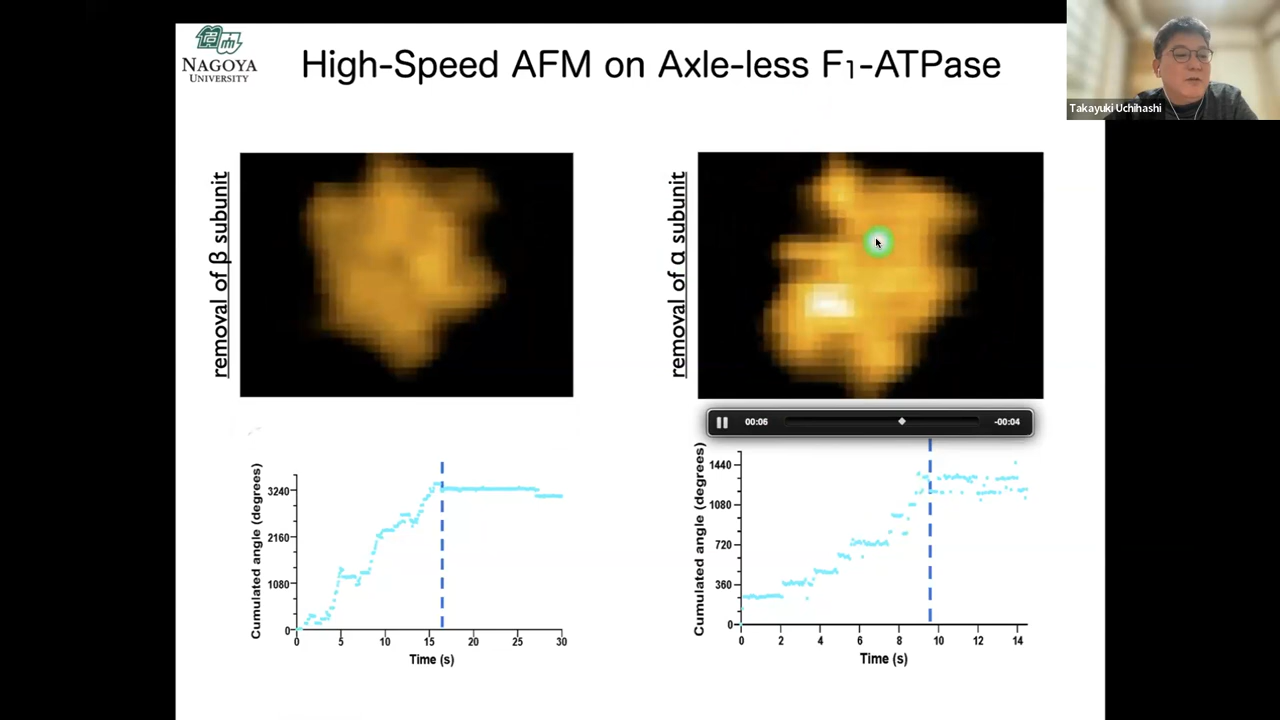 NAGOYA
UNIVERSITY
High-Speed AFM on Axle-less F1-ATPase
Takayuki Uchihashi
removal of β subunit
removal of α subunit
00:06
-00:04
Cumulated angle (degrees)
3240
2160
1080
0
0 5 10 15 20 25 30
Time (s)
Cumulated angle (degrees)
1440
1080
720
360
0
0 2 4 6 8 10 12 14
Time (s)